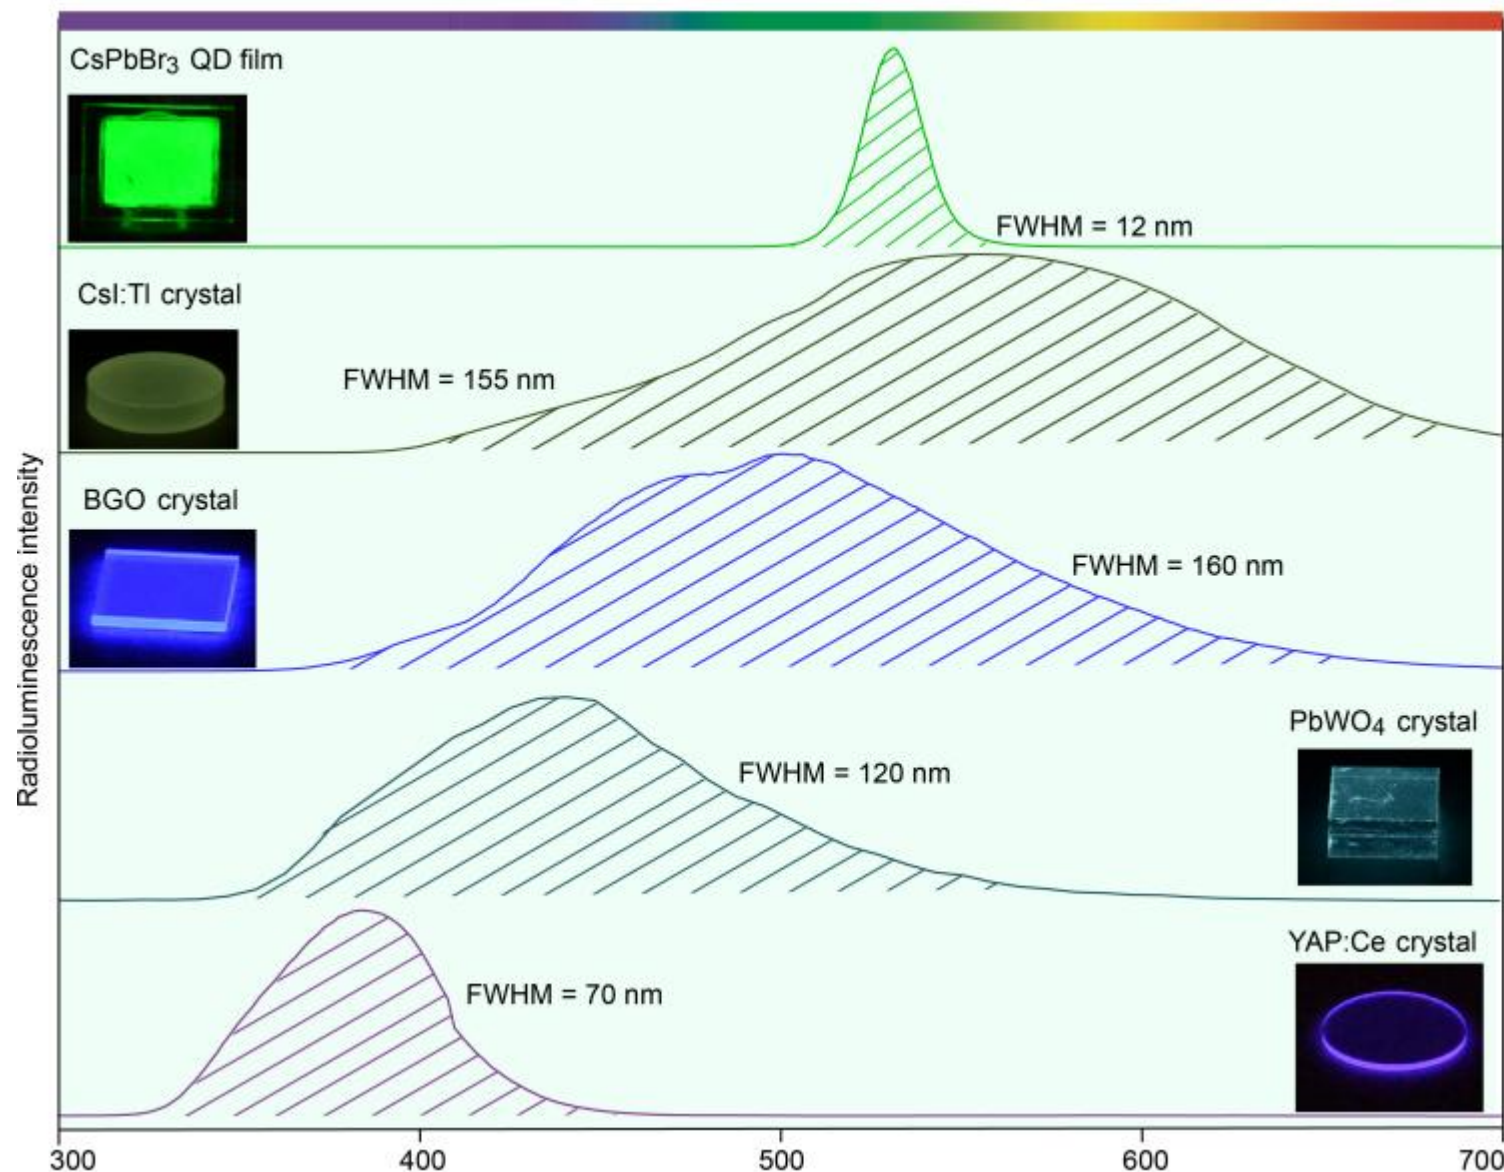 CsPbBr3 QD film
FWHM = 12 nm
CsI:Tl crystal
FWHM = 155 nm
BGO crystal
FWHM = 160 nm
Radioluminescence intensity
PbWO4 crystal
FWHM = 120 nm
YAP:Ce crystal
FWHM = 70 nm
300 400 500 600 700